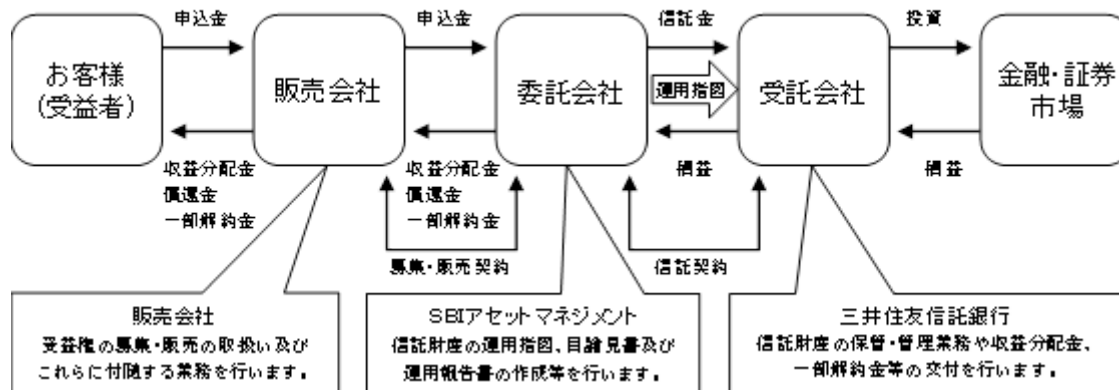 申込金
申込金
信託金
投資
お客様
(受益者)
販売会社
委託会社
運用指図
受託会社
金融・証券
市場
収益分配金
償還金
一部解約金
収益分配金
償還金
一部解約金
損益
損益
募集・販売契約
信託契約
販売会社
受益権の募集・販売の取扱い及び
これらに付随する業務を行います。
SBIアセットマネジメント
信託財産の運用指図、目論見書及び
運用報告書の作成等を行います。
三井住友信託銀行
信託財産の保管・管理業務や収益分配金、
一部解約金等の交付を行います。